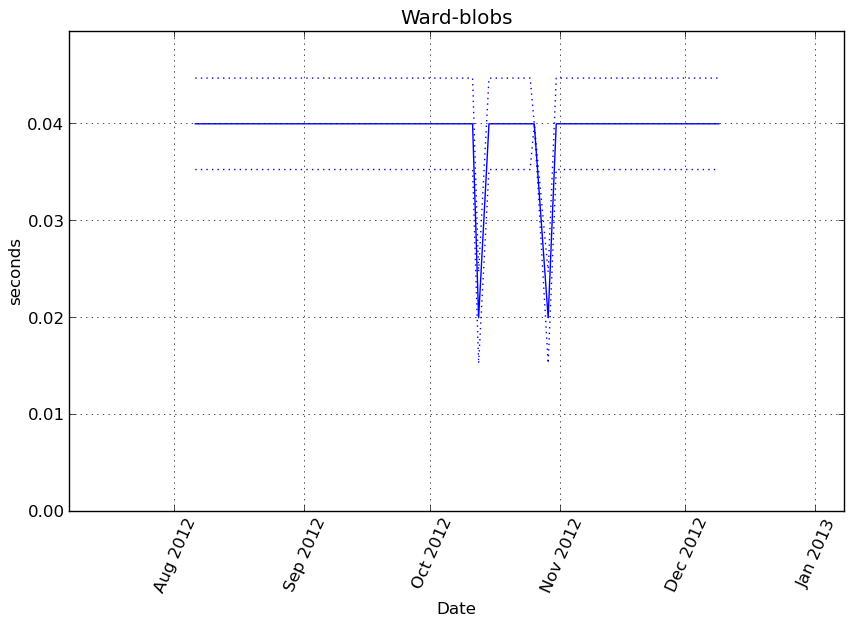 Ward-blobs
seconds
0.04
0.03
0.02
0.01
0.00
Aug 2012
Sep 2012
Oct 2012
Nov 2012
Dec 2012
Jan 2013
Date